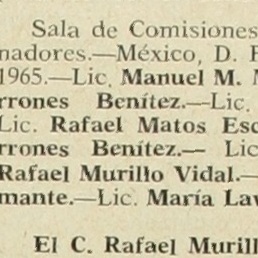 Sala de Comisiones
nadores.—México, D. F
1965.—Lic. Manuel M. M
rrones Benítez.—Lic.
Lic. Rafael Matos Esc
rrones Benítez.— Lic
Rafael Murillo Vidal.—
mante.—Lic. María Lav

El C. Rafael Murill